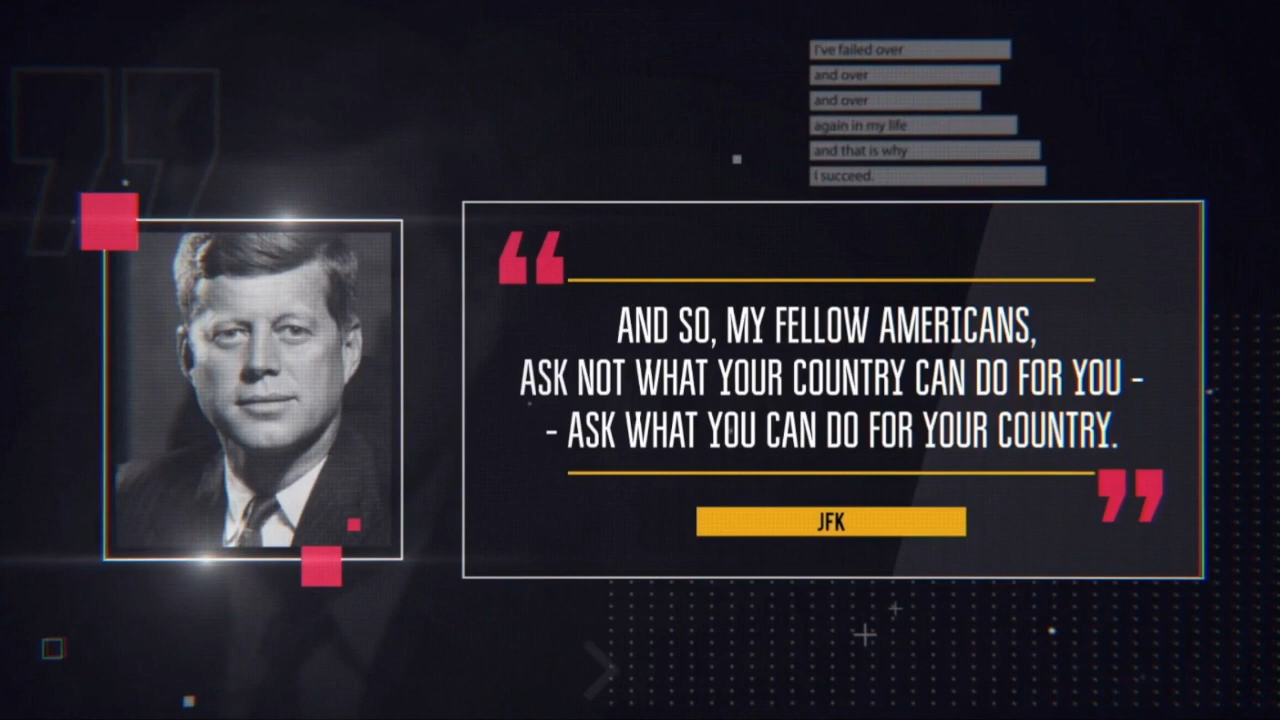 I've failed over
and over
and over
again in my life
and that is why
I succeed.
“
AND SO, MY FELLOW AMERICANS,
ASK NOT WHAT YOUR COUNTRY CAN DO FOR YOU -
- ASK WHAT YOU CAN DO FOR YOUR COUNTRY.
”
JFK